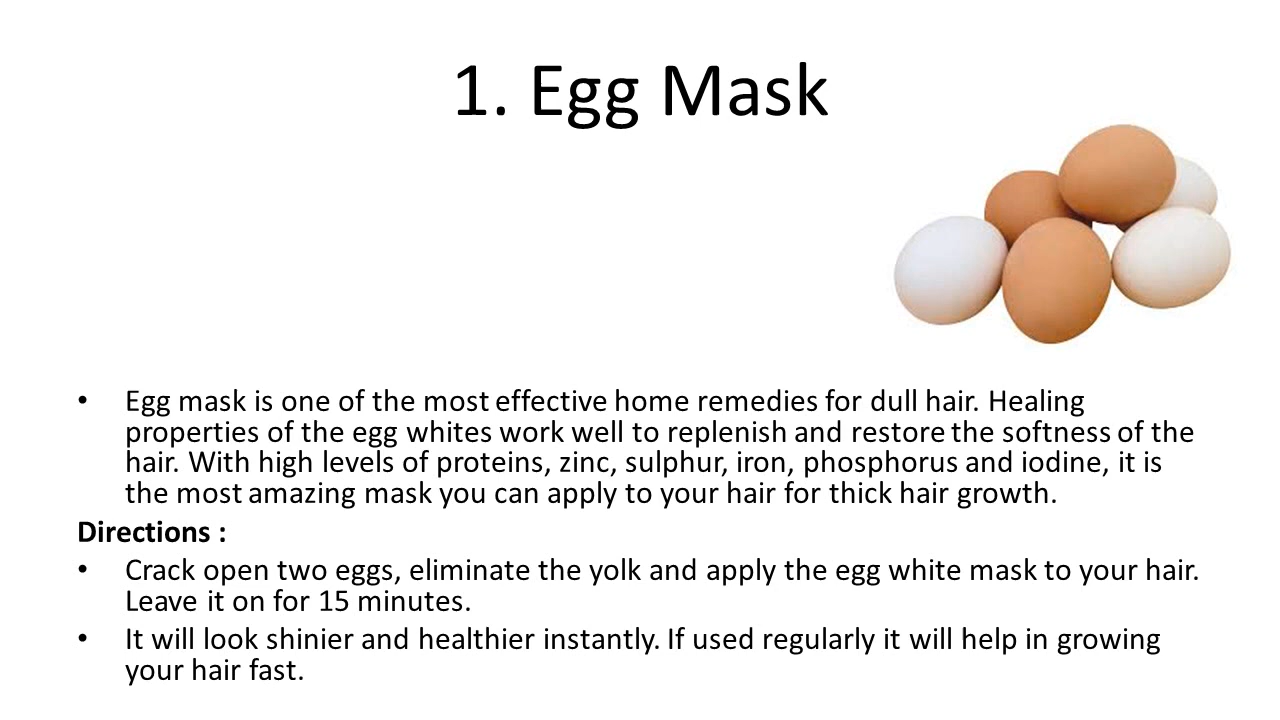 1. Egg Mask
• Egg mask is one of the most effective home remedies for dull hair. Healing
properties of the egg whites work well to replenish and restore the softness of the
hair. With high levels of proteins, zinc, sulphur, iron, phosphorus and iodine, it is
the most amazing mask you can apply to your hair for thick hair growth.
Directions :
• Crack open two eggs, eliminate the yolk and apply the egg white mask to your hair.
Leave it on for 15 minutes.
• It will look shinier and healthier instantly. If used regularly it will help in growing
your hair fast.